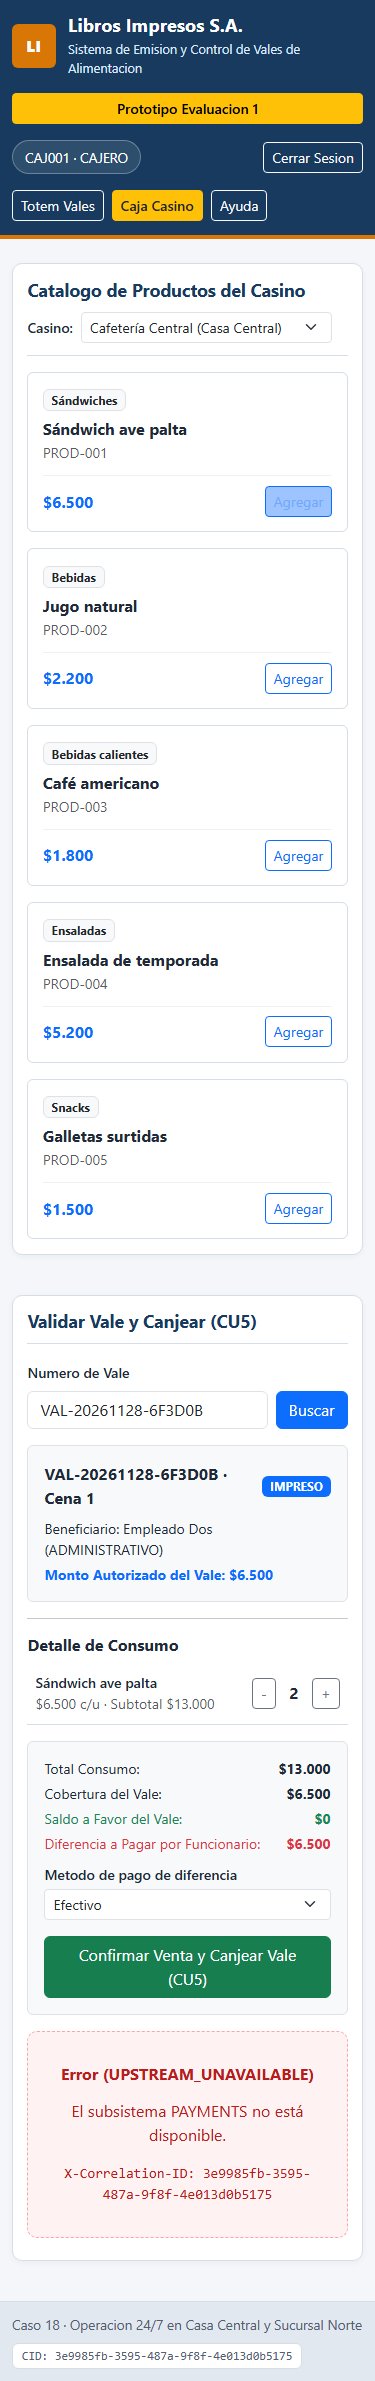 LI
Libros Impresos S.A.
Sistema de Emision y Control de Vales de
Alimentacion
Prototipo Evaluacion 1
CAJ001 · CAJERO
Cerrar Sesion
Totem Vales
Caja Casino
Ayuda
Catalogo de Productos del Casino
Casino:
Cafetería Central (Casa Central)
Sándwiches
Sándwich ave palta
PROD-001
$6.500
Agregar
Bebidas
Jugo natural
PROD-002
$2.200
Agregar
Bebidas calientes
Café americano
PROD-003
$1.800
Agregar
Ensaladas
Ensalada de temporada
PROD-004
$5.200
Agregar
Snacks
Galletas surtidas
PROD-005
$1.500
Agregar
Validar Vale y Canjear (CU5)
Numero de Vale
VAL-20261128-6F3D0B
Buscar
VAL-20261128-6F3D0B ·
Cena 1
IMPRESO
Beneficiario: Empleado Dos
(ADMINISTRATIVO)
Monto Autorizado del Vale: $6.500
Detalle de Consumo
Sándwich ave palta
$6.500 c/u · Subtotal $13.000
- 2 +
Total Consumo: $13.000
Cobertura del Vale: $6.500
Saldo a Favor del Vale: $0
Diferencia a Pagar por Funcionario: $6.500
Metodo de pago de diferencia
Efectivo
Confirmar Venta y Canjear Vale
(CU5)
Error (UPSTREAM_UNAVAILABLE)
El subsistema PAYMENTS no está
disponible.
X-Correlation-ID: 3e9985fb-3595-
487a-9f8f-4e013d0b5175
Caso 18 · Operacion 24/7 en Casa Central y Sucursal Norte
CID: 3e9985fb-3595-487a-9f8f-4e013d0b5175